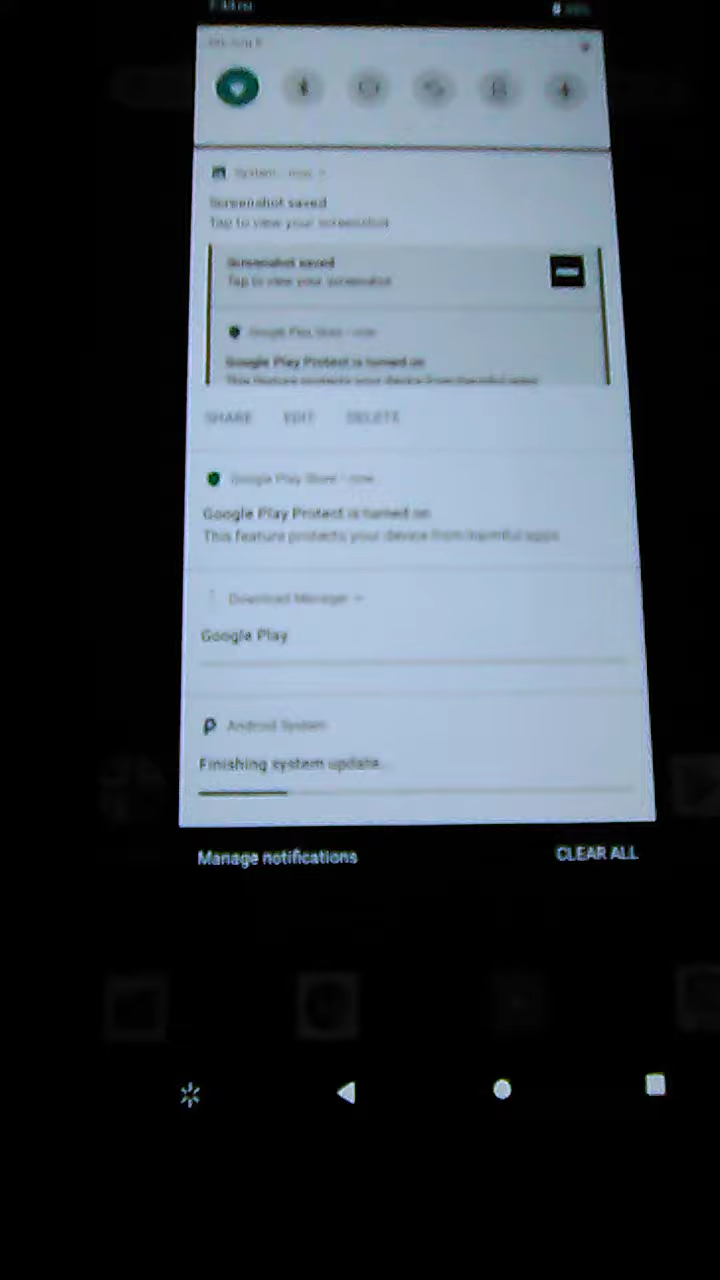 System · now
Screenshot saved
Tap to view your screenshot
Screenshot saved
Tap to view your screenshot
Google Play Store · now
Google Play Protect is turned on
This feature protects your device from harmful apps
SHARE EDIT DELETE
Google Play Store · now
Google Play Protect is turned on
This feature protects your device from harmful apps
Download Manager
Google Play
Android System
Finishing system update...
Manage notifications
CLEAR ALL